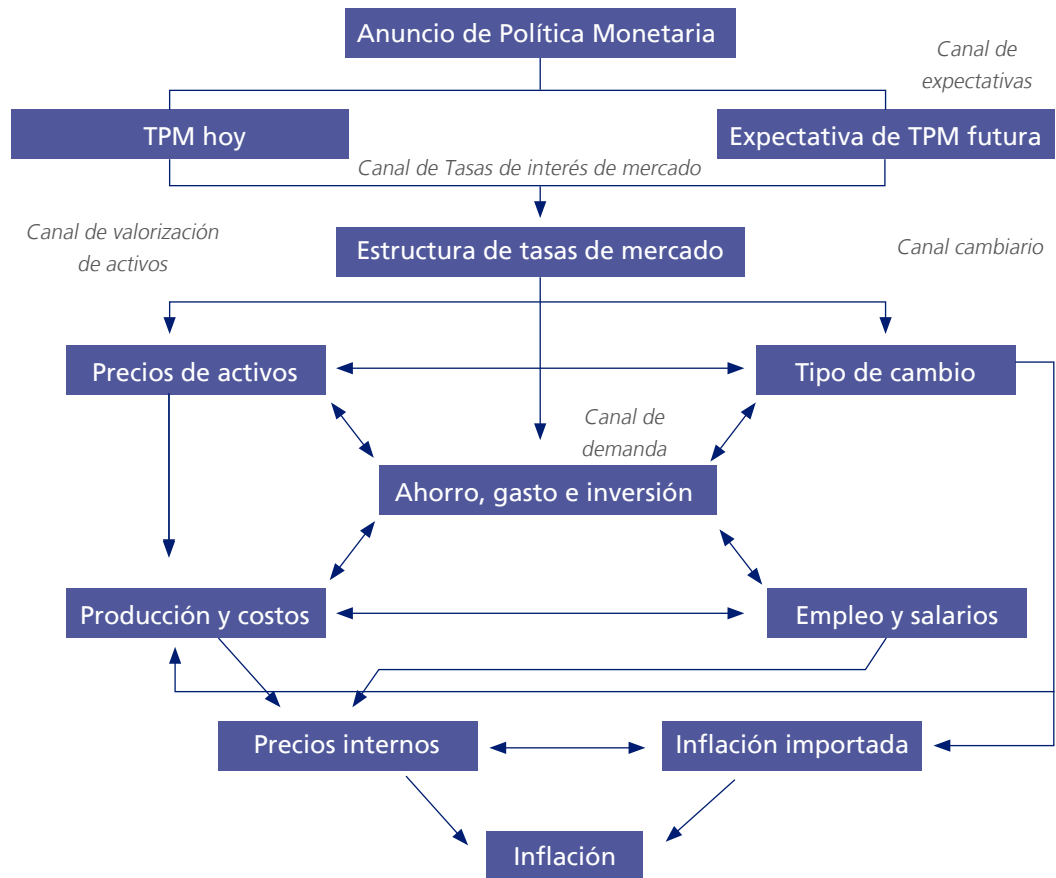 Anuncio de Política Monetaria
Canal de
expectativas
TPM hoy
Expectativa de TPM futura
Canal de Tasas de interés de mercado
Canal de valorización
de activos
Estructura de tasas de mercado
Canal cambiario
Precios de activos
Tipo de cambio
Canal de
demanda
Ahorro, gasto e inversión
Producción y costos
Empleo y salarios
Precios internos
Inflación importada
Inflación